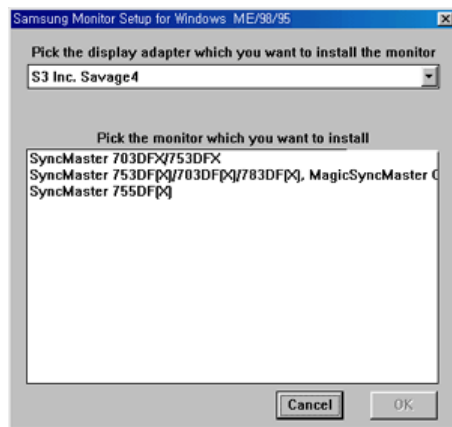 Samsung Monitor Setup for Windows ME/98/95
Pick the display adapter which you want to install the monitor
S3 Inc. Savage4
Pick the monitor which you want to install
SyncMaster 703DFX/753DFX
SyncMaster 753DF[X]/703DF[X]/783DF[X], MagicSyncMaster
SyncMaster 755DF[X]
Cancel
OK